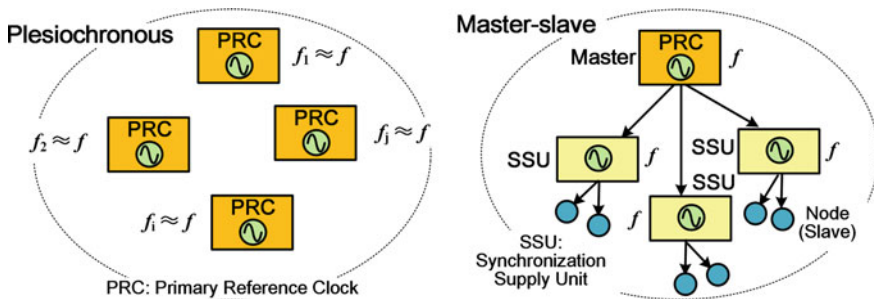 Plesiochronous
PRC
f₁ ≈ f
PRC
f₂ ≈ f
PRC
fⱼ ≈ f
PRC
fᵢ ≈ f
PRC: Primary Reference Clock
Master-slave
Master
PRC
f
SSU
f
SSU
f
SSU
f
Node
(Slave)
SSU:
Synchronization
Supply Unit